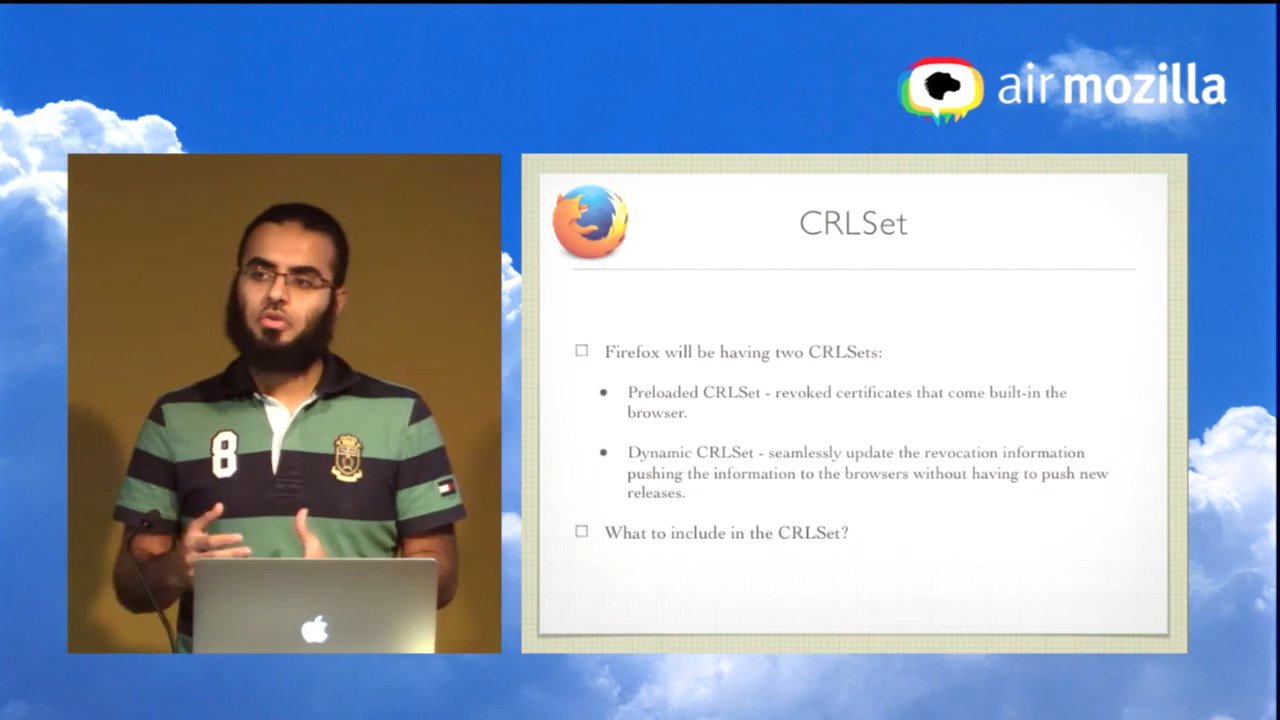 air mozilla
CRLSet
Firefox will be having two CRLSets:
Preloaded CRLSet - revoked certificates that come built-in the
browser.
Dynamic CRLSet - seamlessly update the revocation information
pushing the information to the browsers without having to push new
releases.
What to include in the CRLSet?
8